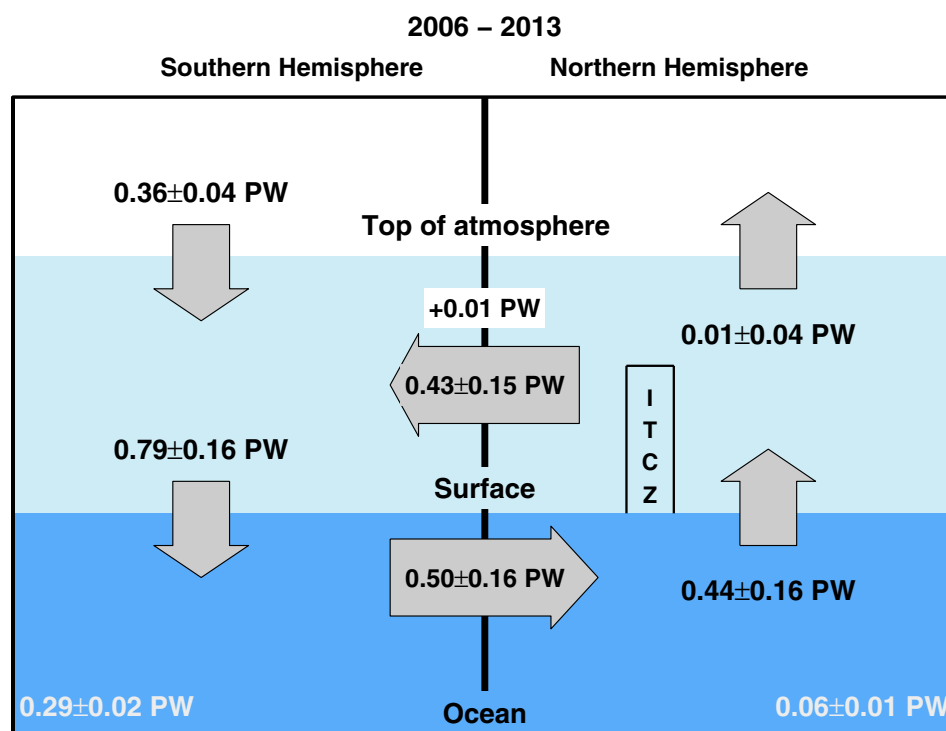 2006 – 2013
Southern Hemisphere
Northern Hemisphere
0.36±0.04 PW
Top of atmosphere
+0.01 PW
0.01±0.04 PW
0.43±0.15 PW
I
T
C
Z
0.79±0.16 PW
Surface
0.50±0.16 PW
0.44±0.16 PW
0.29±0.02 PW
Ocean
0.06±0.01 PW